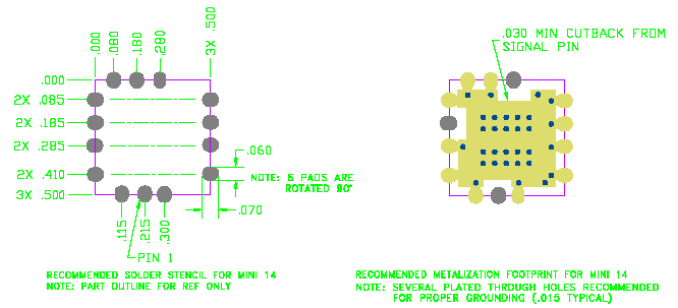 .000
.080
.180
.280
3X .500
.000
2X .085
2X .185
2X .285
2X .410
3X .500
.060
NOTE: 6 PADS ARE
ROTATED 90°
.070
.115
.215
.300
PIN 1
RECOMMENDED SOLDER STENCIL FOR MINI 14
NOTE: PART OUTLINE FOR REF ONLY
.030 MIN CUTBACK FROM
SIGNAL PIN
RECOMMENDED METALIZATION FOOTPRINT FOR MINI 14
NOTE: SEVERAL PLATED THROUGH HOLES RECOMMENDED
FOR PROPER GROUNDING (.015 TYPICAL)